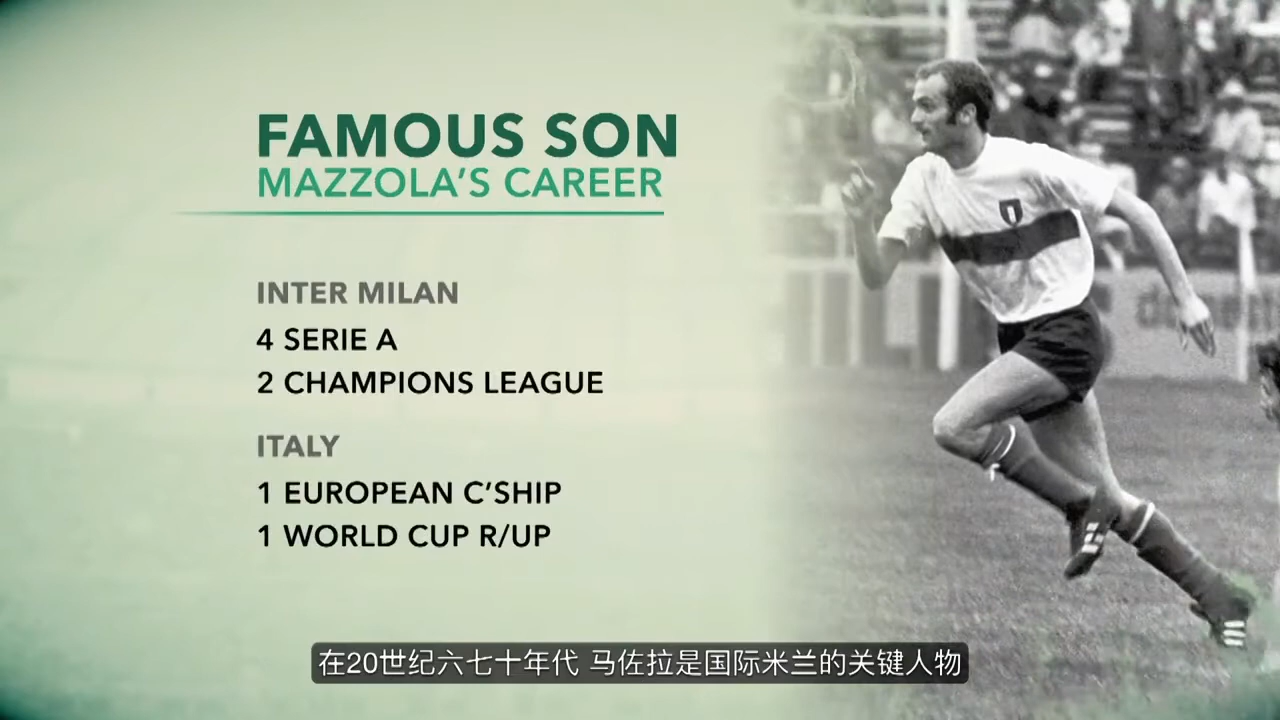 FAMOUS SON
MAZZOLA'S CAREER
INTER MILAN
4 SERIE A
2 CHAMPIONS LEAGUE
ITALY
1 EUROPEAN C'SHIP
1 WORLD CUP R/UP
在20世纪六七十年代 马佐拉是国际米兰的关键人物